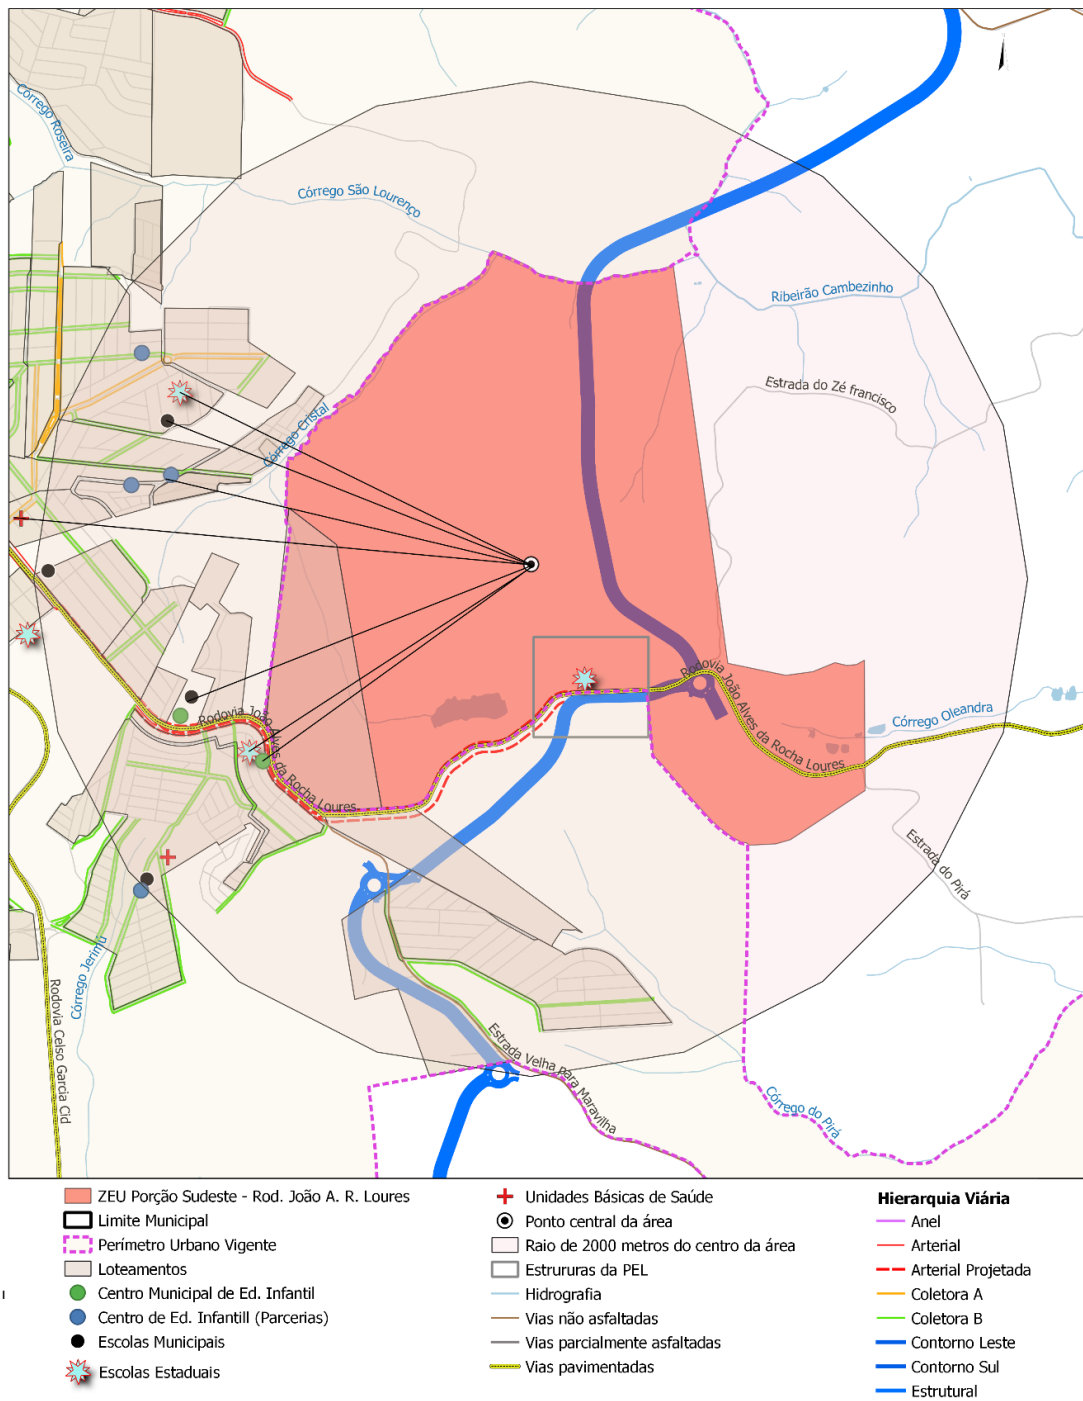 Córrego Roseira
Córrego São Lourenço
Ribeirão Cambezinho
Estrada do Zé francisco
Córrego Cristal
Rodovia João Alves da Rocha Loures
Rodovia João Alves da Rocha Loures
Córrego Oleandra
Estrada do Pirá
Córrego Jerimú
Rodovia Celso Garcia Cid
Estrada Velha para Maravilha
Córrego do Pirá
ZEU Porção Sudeste - Rod. João A. R. Loures
Limite Municipal
Perímetro Urbano Vigente
Loteamentos
Centro Municipal de Ed. Infantil
Centro de Ed. Infantill (Parcerias)
Escolas Municipais
Escolas Estaduais
Unidades Básicas de Saúde
Ponto central da área
Raio de 2000 metros do centro da área
Estrururas da PEL
Hidrografia
Vias não asfaltadas
Vias parcialmente asfaltadas
Vias pavimentadas
Hierarquia Viária
Anel
Arterial
Arterial Projetada
Coletora A
Coletora B
Contorno Leste
Contorno Sul
Estrutural